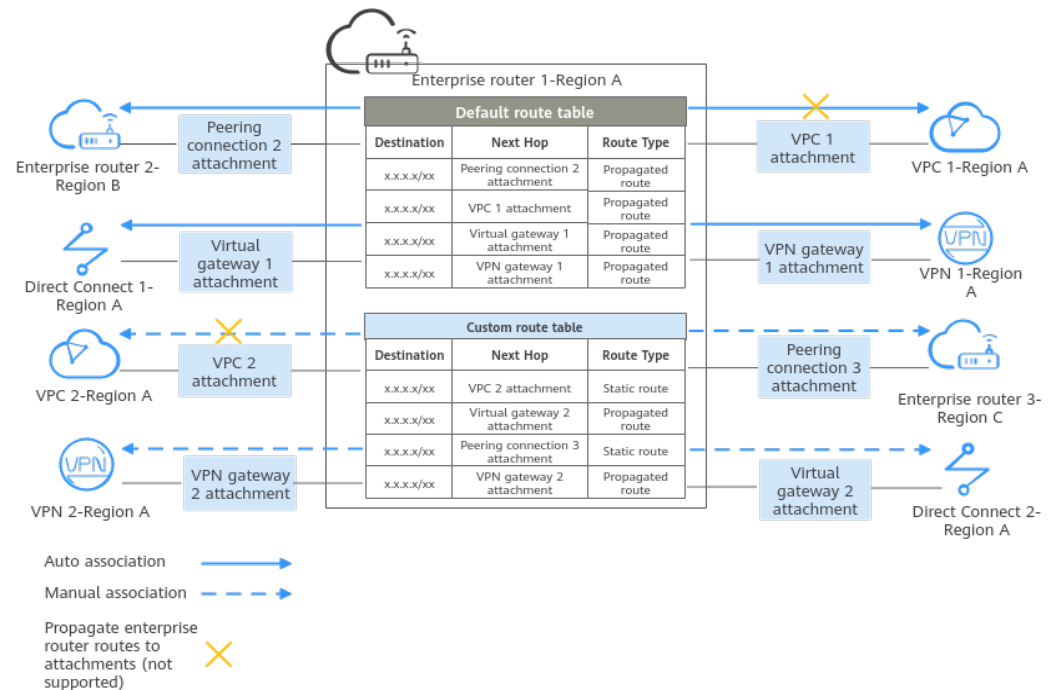 Enterprise router 1-Region A
Default route table
Destination Next Hop Route Type
x.x.x.x/xx Peering connection 2 attachment Propagated route
x.x.x.x/xx VPC 1 attachment Propagated route
x.x.x.x/xx Virtual gateway 1 attachment Propagated route
x.x.x.x/xx VPN gateway 1 attachment Propagated route
Custom route table
Destination Next Hop Route Type
x.x.x.x/xx VPC 2 attachment Static route
x.x.x.x/xx Virtual gateway 2 attachment Propagated route
x.x.x.x/xx Peering connection 3 attachment Static route
x.x.x.x/xx VPN gateway 2 attachment Propagated route
Peering
connection 2
attachment
Enterprise router 2-
Region B
Virtual
gateway 1
attachment
Direct Connect 1-
Region A
VPC 2
attachment
VPC 2-Region A
VPN
VPN gateway
2 attachment
VPN 2-Region A
VPC 1
attachment
VPC 1-Region A
VPN
VPN gateway
1 attachment
VPN 1-Region
A
Peering
connection 3
attachment
Enterprise router 3-
Region C
Virtual
gateway 2
attachment
Direct Connect 2-
Region A
Auto association
Manual association
Propagate enterprise
router routes to
attachments (not
supported)